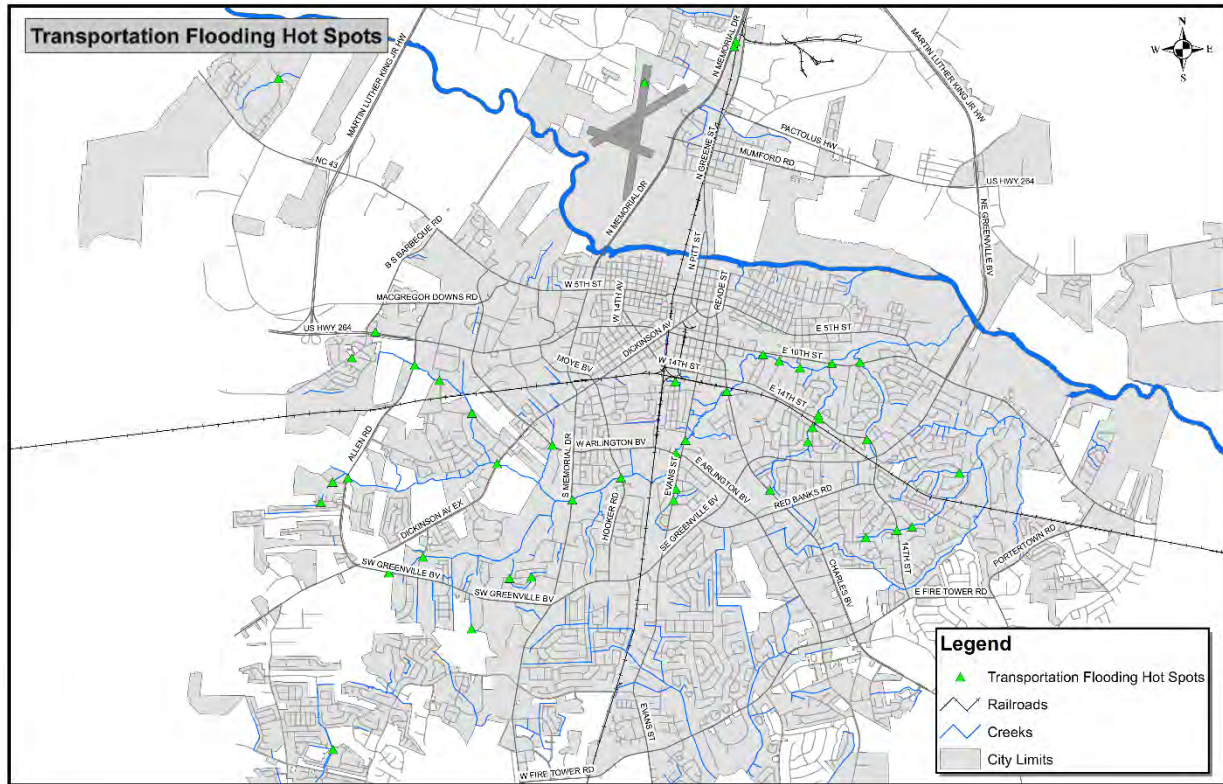 Transportation Flooding Hot Spots
N
W E
S
MARTIN LUTHER KING JR HW
N MEMORIAL DR
MARTIN LUTHER KING JR HW
NC 43
N GREENE ST
PACTOLUS HW
MUMFORD RD
US HWY 264
N MEMORIAL DR
NE GREENVILLE BV
B S BARBEQUE RD
N PITT ST
W 5TH ST
READE ST
MACGREGOR DOWNS RD
W 14TH AV
DICKINSON AV
US HWY 264
E 5TH ST
E 10TH ST
MOYE BV
W 14TH ST
E 14TH ST
ALLEN RD
W ARLINGTON BV
S MEMORIAL DR
EVANS ST
E ARLINGTON BV
HOOKER RD
RED BANKS RD
DICKINSON AV EX
SE GREENVILLE BV
14TH ST
PORTERTOWN RD
SW GREENVILLE BV
SW GREENVILLE BV
CHARLES BV
E FIRE TOWER RD
EVANS ST
W FIRE TOWER RD
Legend
Transportation Flooding Hot Spots
Railroads
Creeks
City Limits